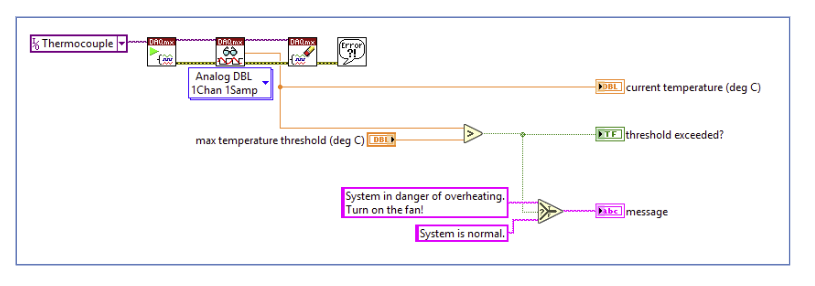 I/O Thermocouple
DAQmx
DAQmx
DAQmx
Error
?!
Analog DBL
1Chan 1Samp
DBL
current temperature (deg C)
max temperature threshold (deg C)
DBL
>
TF
threshold exceeded?
System in danger of overheating.
Turn on the fan!
?
Abc
message
System is normal.